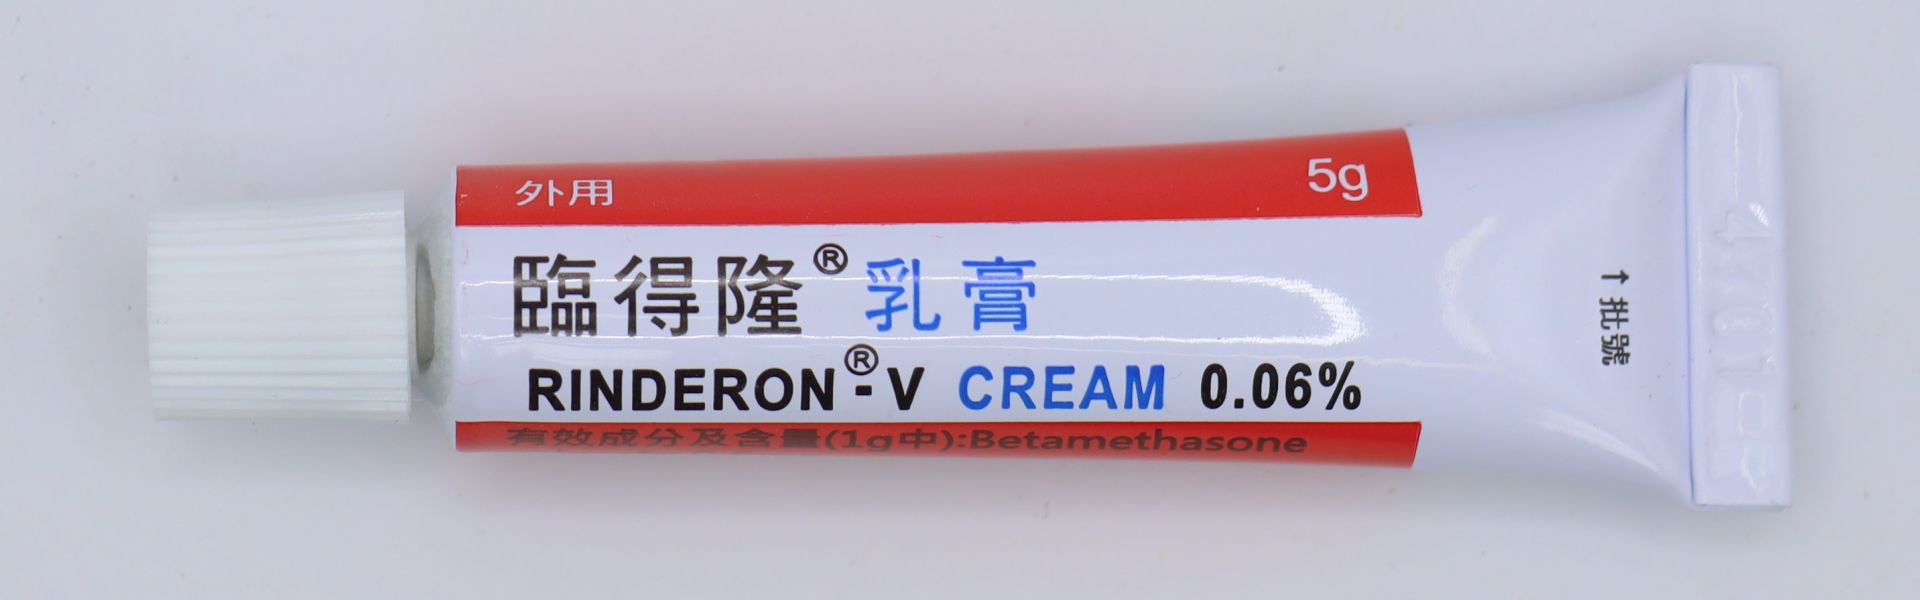 外用 5g
臨得隆® 乳膏
RINDERON®-V CREAM 0.06%
有效成分及含量(1g中):Betamethasone
↑ 批號